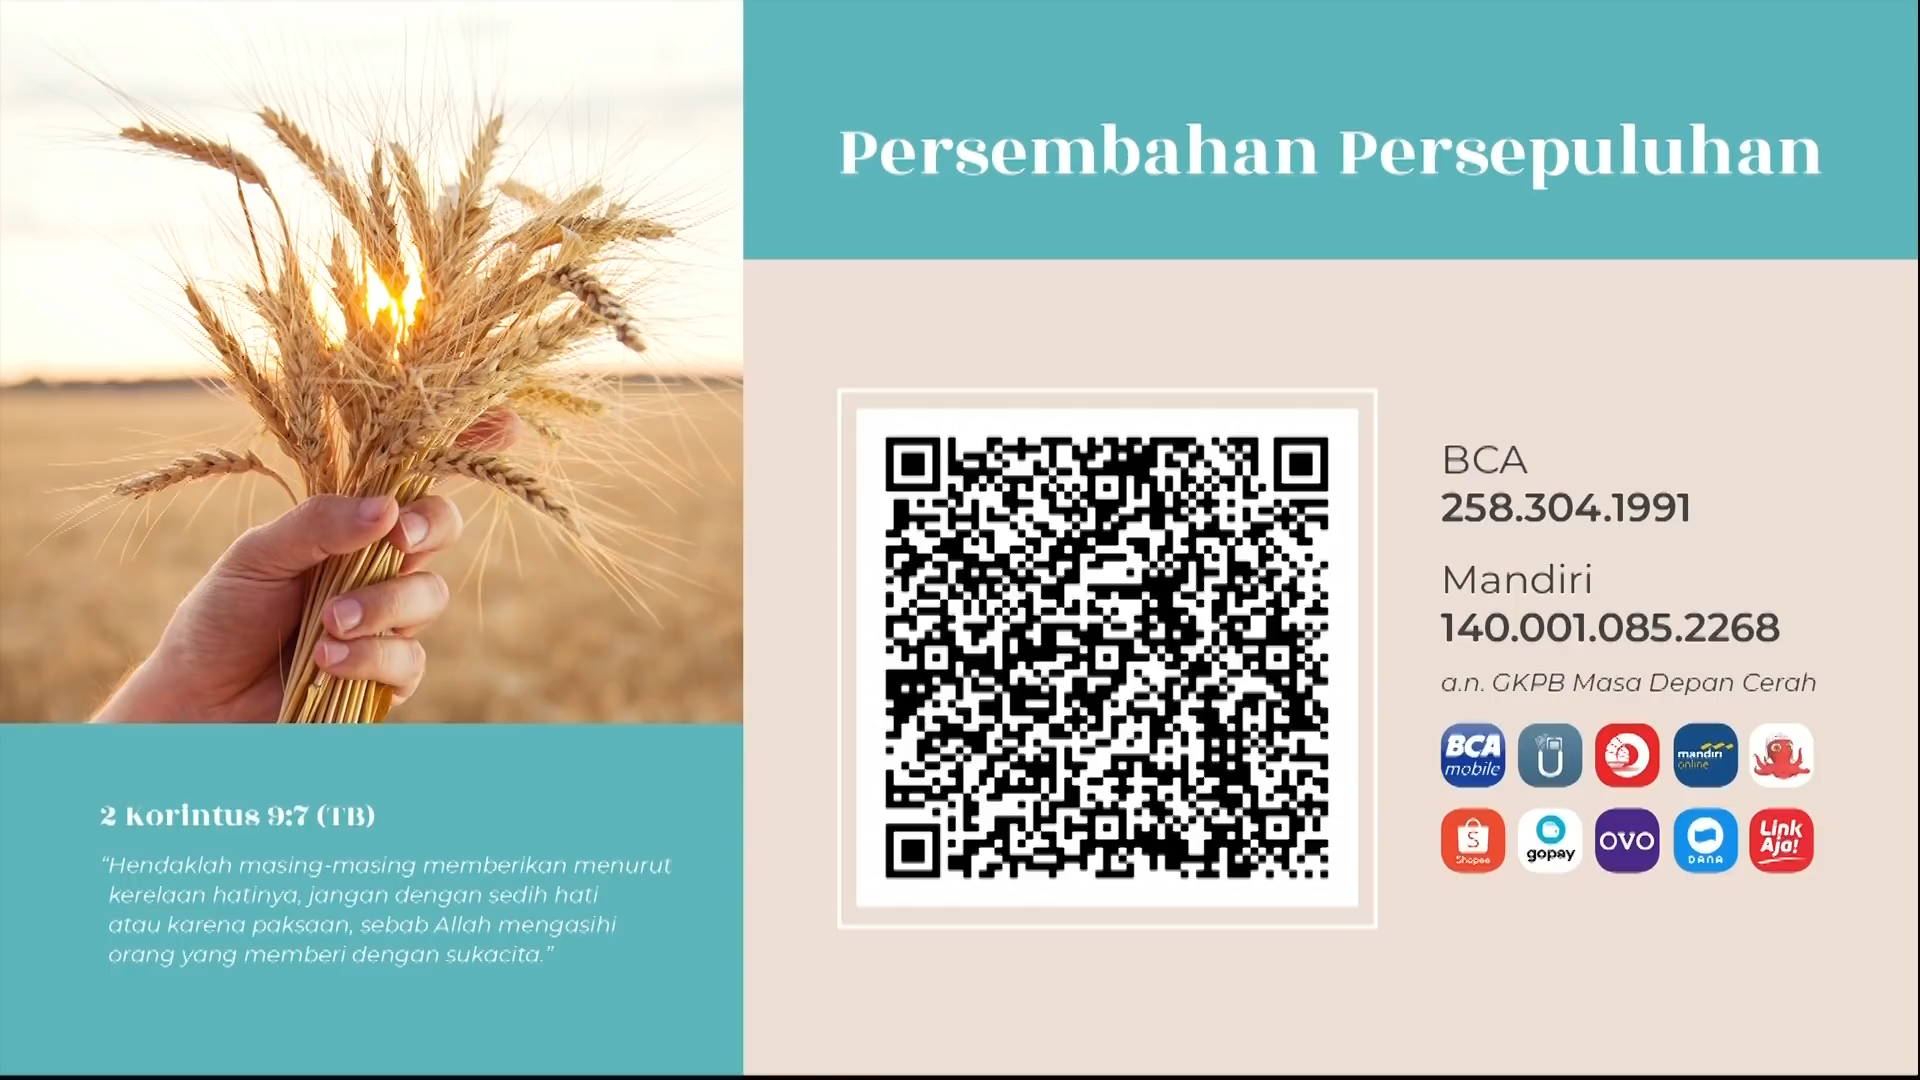 Persembahan Persepuluhan
BCA
258.304.1991
Mandiri
140.001.085.2268
a.n. GKPB Masa Depan Cerah
BCA
mobile
mandiri
online
Shopee
gopay
OVO
DANA
Link
Aja!
2 Korintus 9:7 (TB)
“Hendaklah masing-masing memberikan menurut
kerelaan hatinya, jangan dengan sedih hati
atau karena paksaan, sebab Allah mengasihi
orang yang memberi dengan sukacita.”